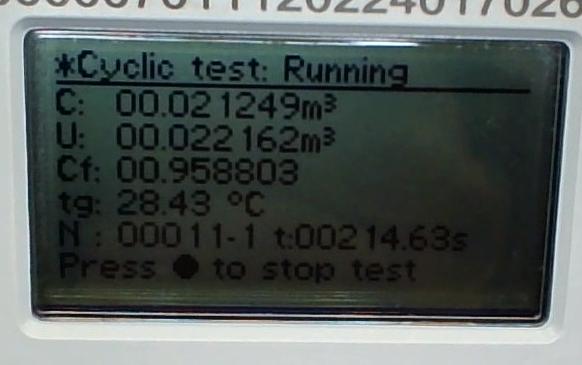 *Cyclic test: Running
C: 00.021249m³
U: 00.022162m³
Cf: 00.958803
tg: 28.43 °C
N : 00011-1 t:00214.63s
Press ● to stop test